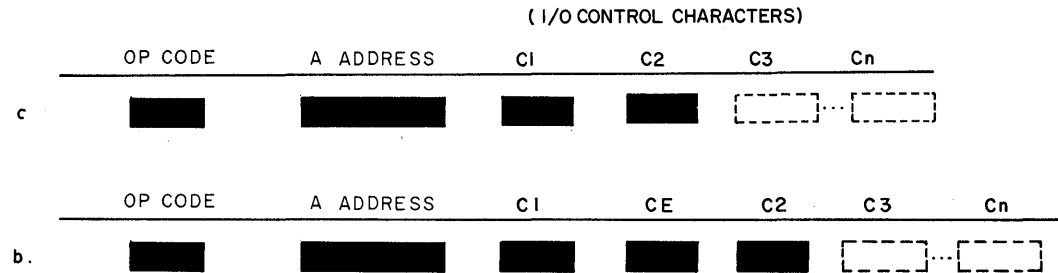 (I/O CONTROL CHARACTERS)
OP CODE A ADDRESS C1 C2 C3 Cn
c ...
OP CODE A ADDRESS C1 CE C2 C3 Cn
b. ...